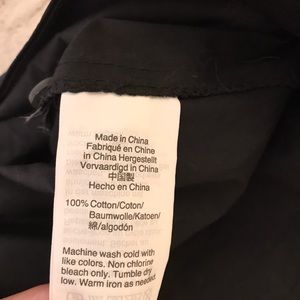 Made in China
Fabriqué en Chine
in China Hergestellt
Vervaardigd in China
中国製
Hecho en China
100% Cotton/Coton/
Baumwolle/Katoen/
綿/algodón
Machine wash cold with
like colors. Non chlorine
bleach only. Tumble dry
low. Warm iron as needed.